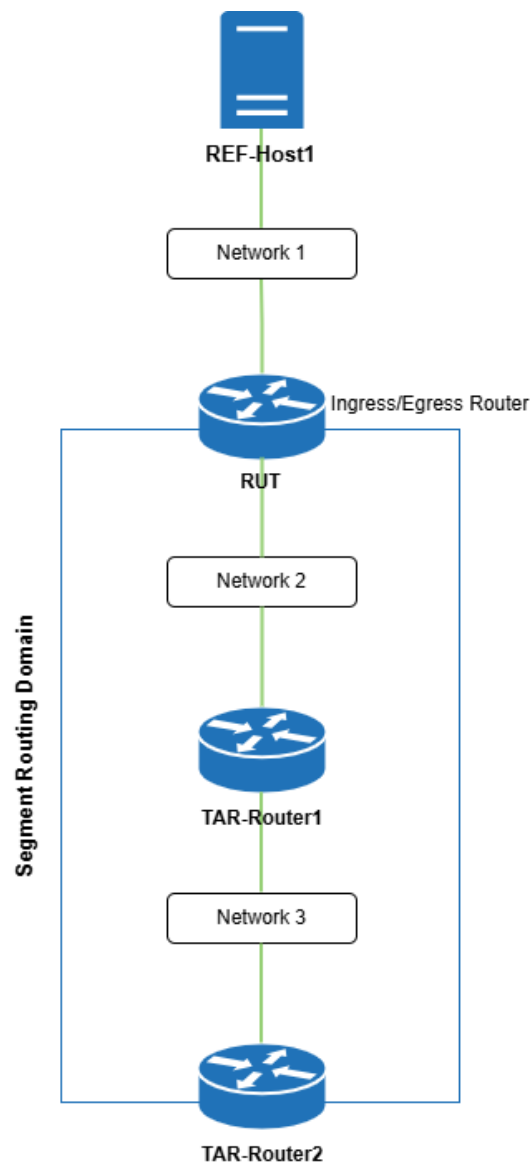 REF-Host1
Network 1
Ingress/Egress Router
RUT
Network 2
Segment Routing Domain
TAR-Router1
Network 3
TAR-Router2